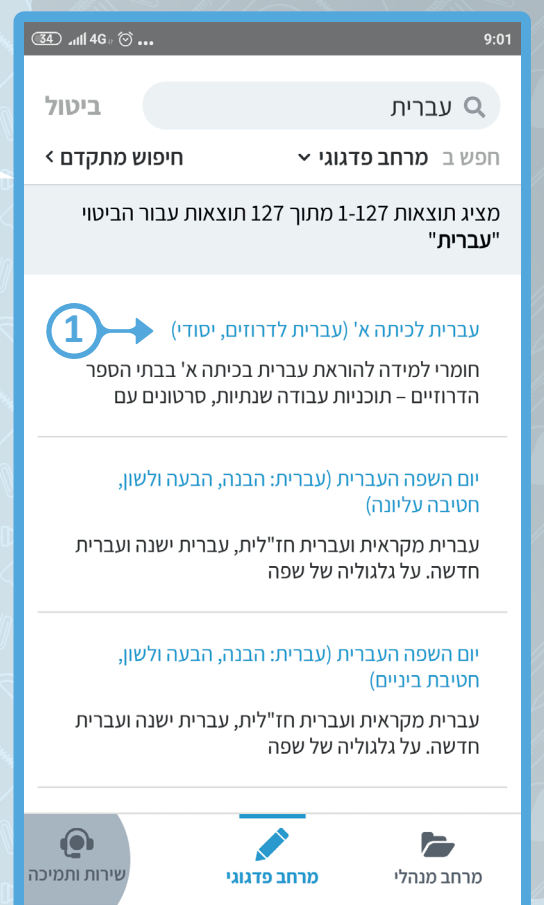 34 4G 9:01
עברית ביטול
חפש ב מרחב פדגוגי חיפוש מתקדם
מציג תוצאות 1-127 מתוך 127 תוצאות עבור הביטוי
"עברית"
עברית לכיתה א' (עברית לדרוזים, יסודי) 1
חומרי למידה להוראת עברית בכיתה א' בבתי הספר
הדרוזיים – תוכניות עבודה שנתיות, סרטונים עם
יום השפה העברית (עברית: הבנה, הבעה ולשון,
חטיבה עליונה)
עברית מקראית ועברית חז"לית, עברית ישנה ועברית
חדשה. על גלגוליה של שפה
יום השפה העברית (עברית: הבנה, הבעה ולשון,
חטיבת ביניים)
עברית מקראית ועברית חז"לית, עברית ישנה ועברית
חדשה. על גלגוליה של שפה
מרחב מנהלי מרחב פדגוגי שירות ותמיכה